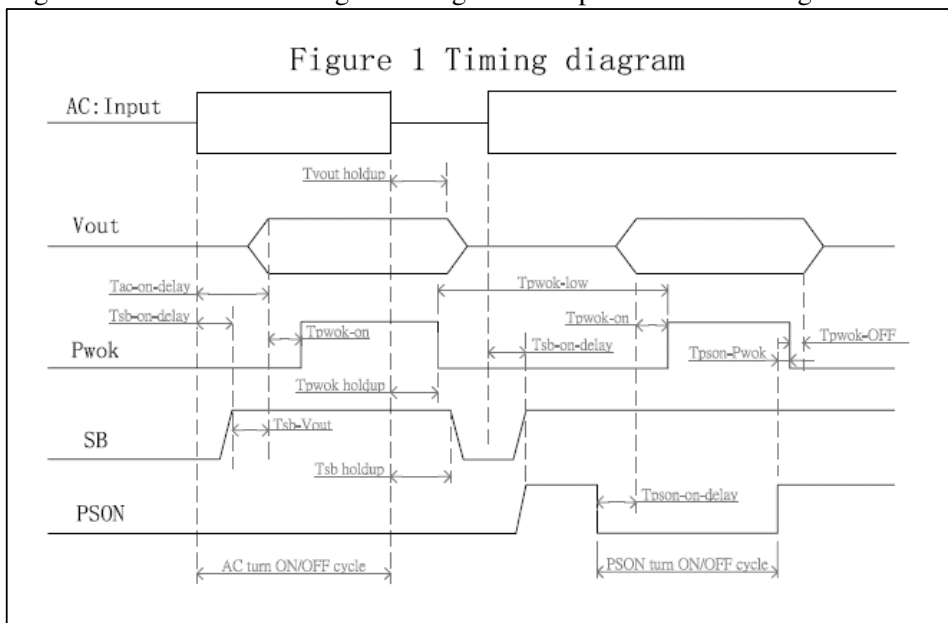 Figure 1 Timing diagram
AC:Input
Tvout holdup
Vout
Tac-on-delay
Tpwok-low
Tsb-on-delay
Tpwok-on
Tpwok-on
Tpwok-OFF
Pwok
Tsb-on-delay
Tpson-Pwok
Tpwok holdup
Tsb-Vout
SB
Tsb holdup
PSON
Tpson-on-delay
AC turn ON/OFF cycle
PSON turn ON/OFF cycle